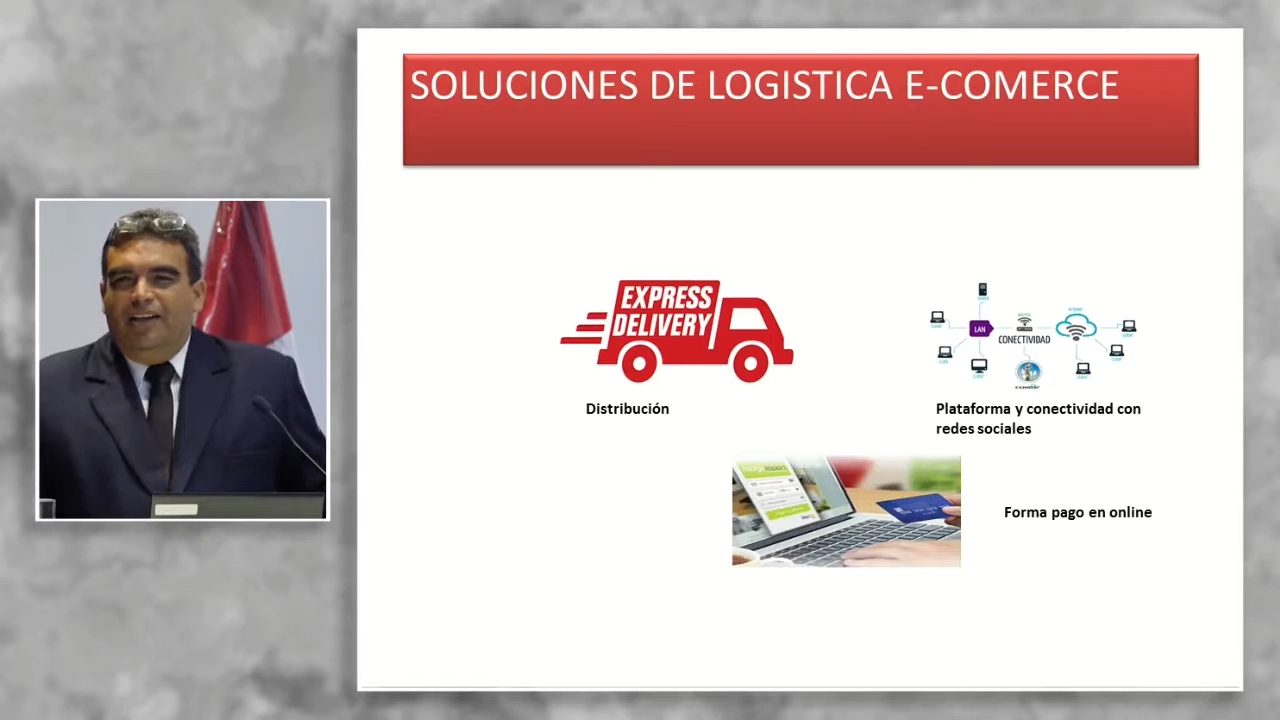 SOLUCIONES DE LOGISTICA E-COMERCE
EXPRESS
DELIVERY
LAN
CONECTIVIDAD
Distribución
Plataforma y conectividad con
redes sociales
Forma pago en online